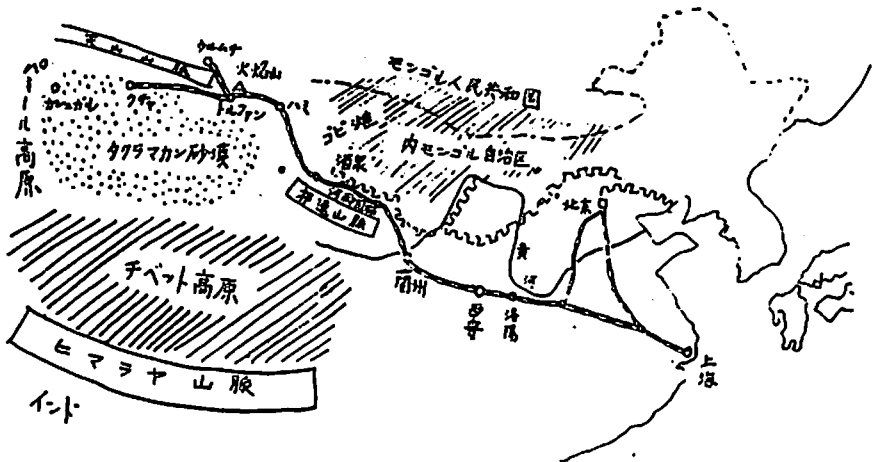 天山山脈
ウルムチ
火焔山
パミール高原
カシュガル
クチャ
トルファン
ハミ
タクラマカン砂漠
モンゴル人民共和国
ゴビ灘
内モンゴル自治区
酒泉
祁連山脈
北京
黄河
チベット高原
蘭州
西安
洛陽
上海
ヒマラヤ山脈
インド